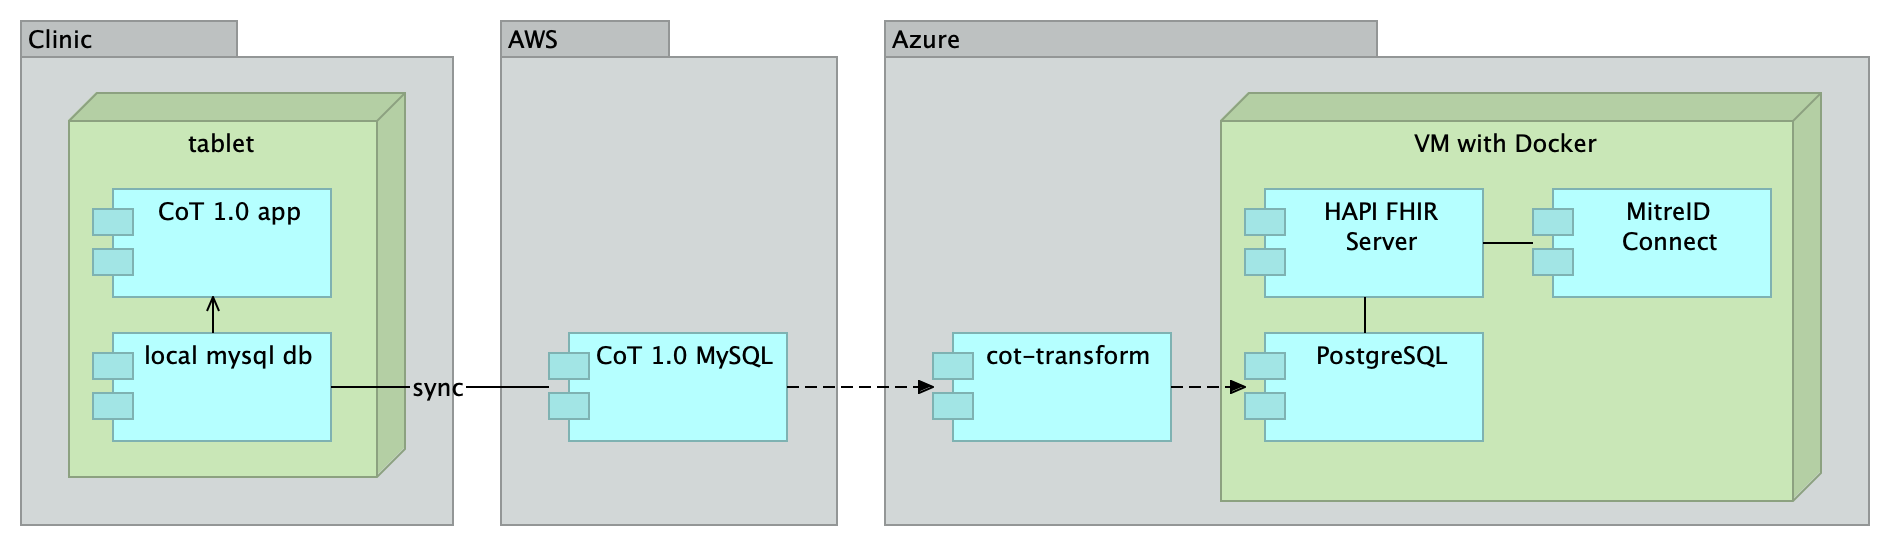 Clinic
AWS
Azure
tablet
VM with Docker
CoT 1.0 app
HAPI FHIR
Server
MitreID
Connect
local mysql db
sync
CoT 1.0 MySQL
cot-transform
PostgreSQL